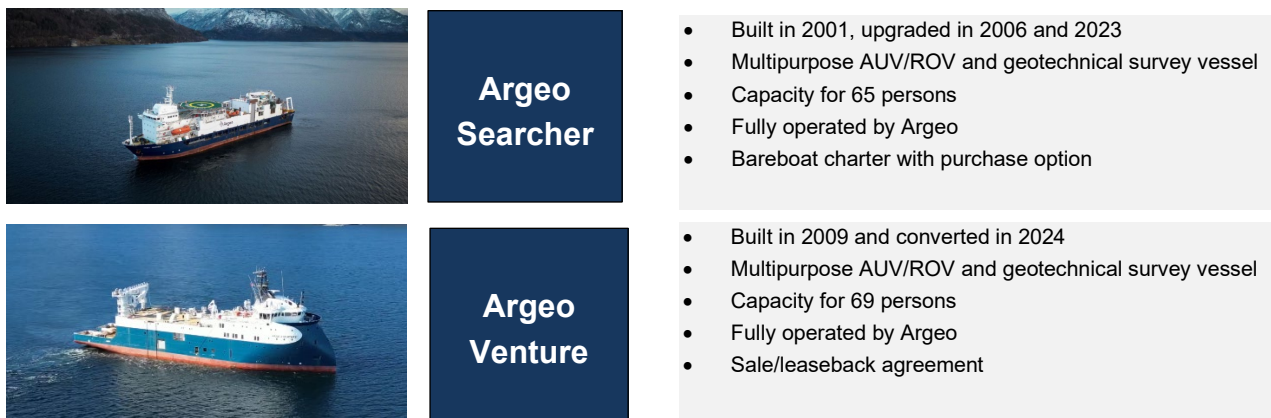 Argeo
Searcher
• Built in 2001, upgraded in 2006 and 2023
• Multipurpose AUV/ROV and geotechnical survey vessel
• Capacity for 65 persons
• Fully operated by Argeo
• Bareboat charter with purchase option
Argeo
Venture
• Built in 2009 and converted in 2024
• Multipurpose AUV/ROV and geotechnical survey vessel
• Capacity for 69 persons
• Fully operated by Argeo
• Sale/leaseback agreement